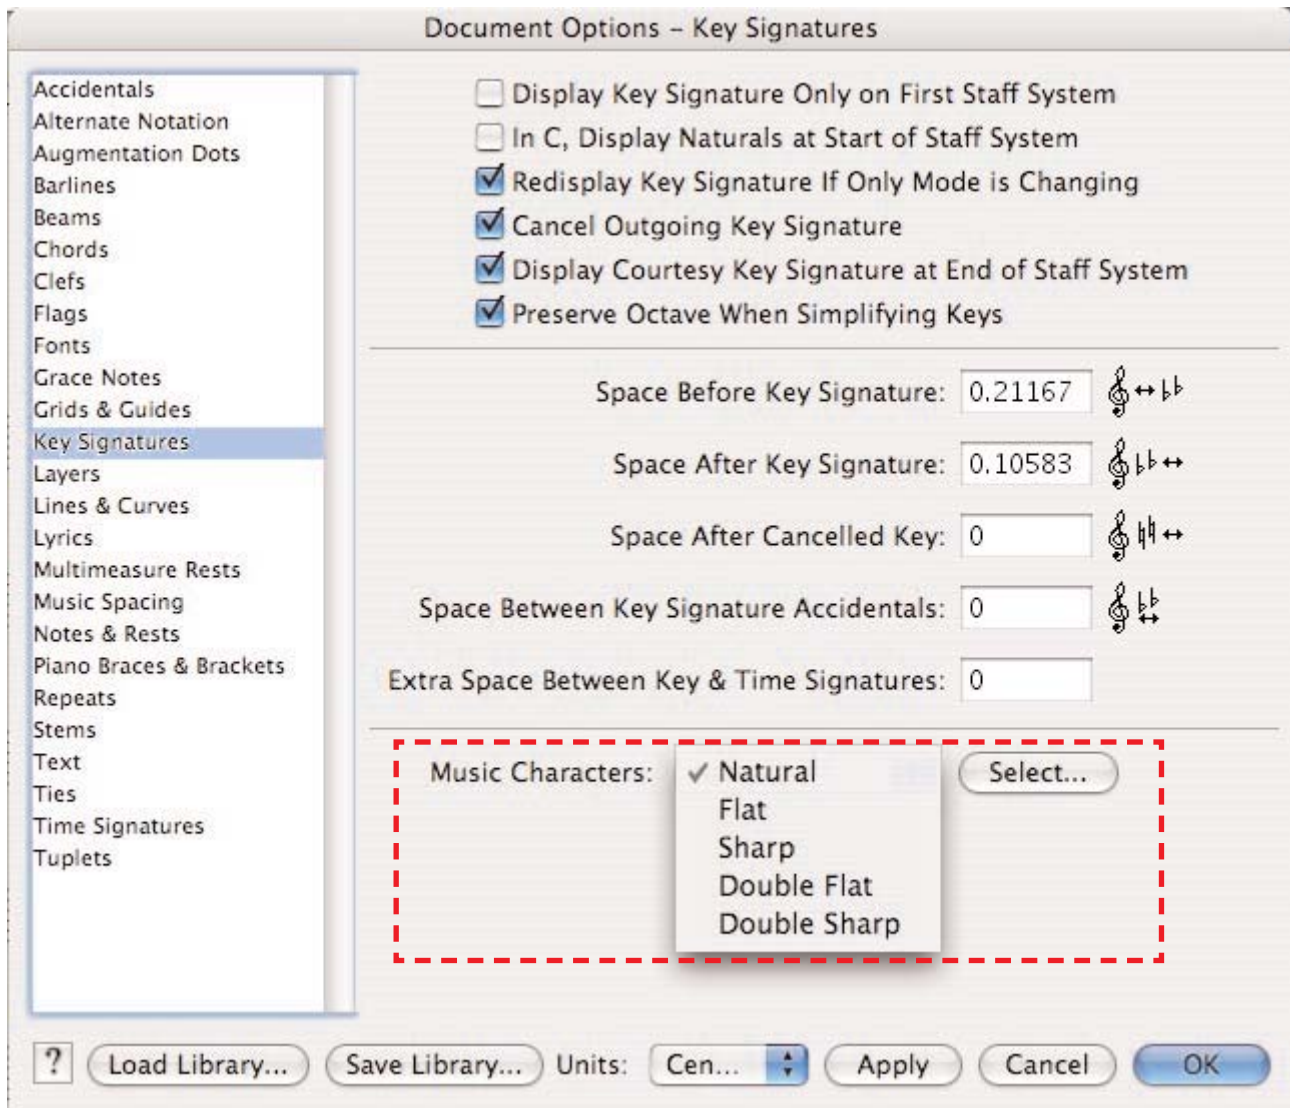 Document Options – Key Signatures
Accidentals
Alternate Notation
Augmentation Dots
Barlines
Beams
Chords
Clefs
Flags
Fonts
Grace Notes
Grids & Guides
Key Signatures
Layers
Lines & Curves
Lyrics
Multimeasure Rests
Music Spacing
Notes & Rests
Piano Braces & Brackets
Repeats
Stems
Text
Ties
Time Signatures
Tuplets
Display Key Signature Only on First Staff System
In C, Display Naturals at Start of Staff System
Redisplay Key Signature If Only Mode is Changing
Cancel Outgoing Key Signature
Display Courtesy Key Signature at End of Staff System
Preserve Octave When Simplifying Keys
Space Before Key Signature: 0.21167
Space After Key Signature: 0.10583
Space After Cancelled Key: 0
Space Between Key Signature Accidentals: 0
Extra Space Between Key & Time Signatures: 0
Music Characters: ✓ Natural Select...
Flat
Sharp
Double Flat
Double Sharp
? Load Library... Save Library... Units: Cen... Apply Cancel OK